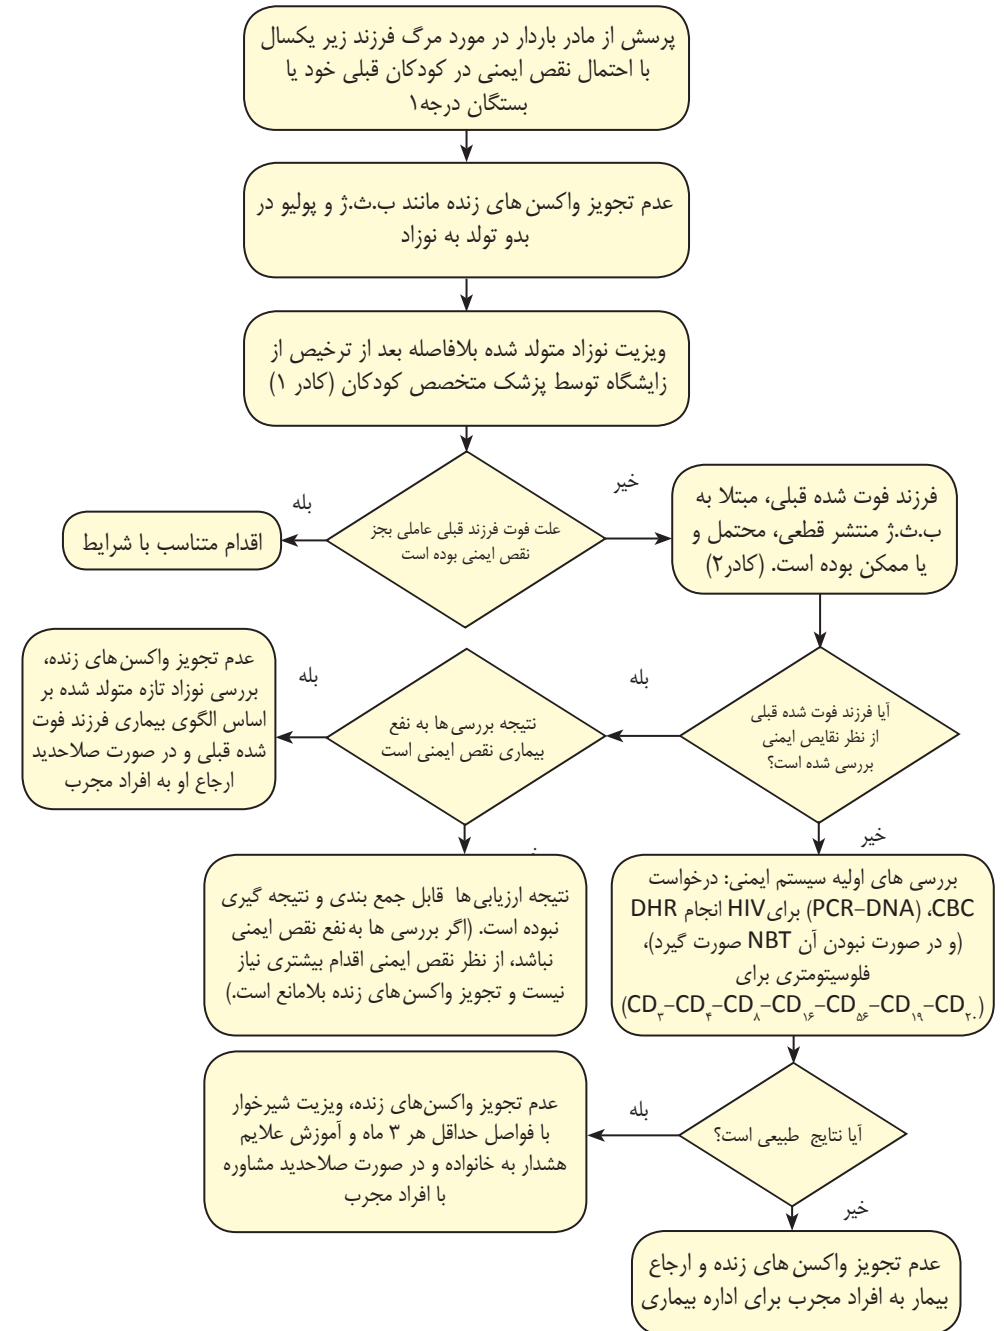 پرسش از مادر باردار در مورد مرگ فرزند زیر یکسال
با احتمال نقص ایمنی در کودکان قبلی خود یا
بستگان درجه۱
عدم تجویز واکسن های زنده مانند ب.ث.ژ و پولیو در
بدو تولد به نوزاد
ویزیت نوزاد متولد شده بلافاصله بعد از ترخیص از
زایشگاه توسط پزشک متخصص کودکان (کادر ۱)
علت فوت فرزند قبلی عاملی بجز
نقص ایمنی بوده است
بله
اقدام متناسب با شرایط
خیر
فرزند فوت شده قبلی، مبتلا به
ب.ث.ژ منتشر قطعی، محتمل و
یا ممکن بوده است. (کادر۲)
آیا فرزند فوت شده قبلی
از نظر نقایص ایمنی
بررسی شده است؟
بله
نتیجه بررسی ها به نفع
بیماری نقص ایمنی است
بله
عدم تجویز واکسن های زنده،
بررسی نوزاد تازه متولد شده بر
اساس الگوی بیماری فرزند فوت
شده قبلی و در صورت صلاحدید
ارجاع او به افراد مجرب
نتیجه ارزیابی‌ها قابل جمع بندی و نتیجه گیری
نبوده است. (اگر بررسی ها به نفع نقص ایمنی
نباشد، از نظر نقص ایمنی اقدام بیشتری نیاز
نیست و تجویز واکسن های زنده بلامانع است.)
خیر
بررسی های اولیه سیستم ایمنی: درخواست
CBC، (PCR–DNA) برای HIV انجام DHR
(و در صورت نبودن آن NBT صورت گیرد)،
فلوسیتومتری برای
(CD₃–CD₄–CD₈–CD₁₆–CD₅₆–CD₁₉–CD₂₀)
آیا نتایج طبیعی است؟
بله
عدم تجویز واکسن‌های زنده، ویزیت شیرخوار
با فواصل حداقل هر ۳ ماه و آموزش علایم
هشدار به خانواده و در صورت صلاحدید مشاوره
با افراد مجرب
خیر
عدم تجویز واکسن های زنده و ارجاع
بیمار به افراد مجرب برای اداره بیماری